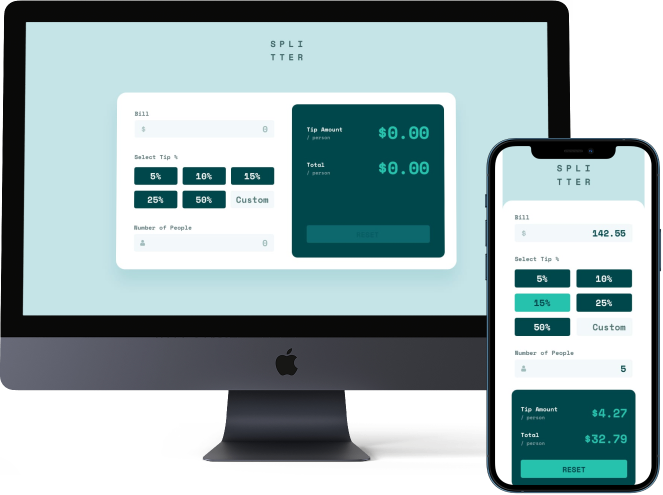 SPLI
TTER
Bill
$ 0
Select Tip %
5% 10% 15%
25% 50% Custom
Number of People
0
Tip Amount $0.00
/ person
Total $0.00
/ person
RESET
SPLI
TTER
Bill
$ 142.55
Select Tip %
5% 10%
15% 25%
50% Custom
Number of People
5
Tip Amount $4.27
/ person
Total $32.79
/ person
RESET